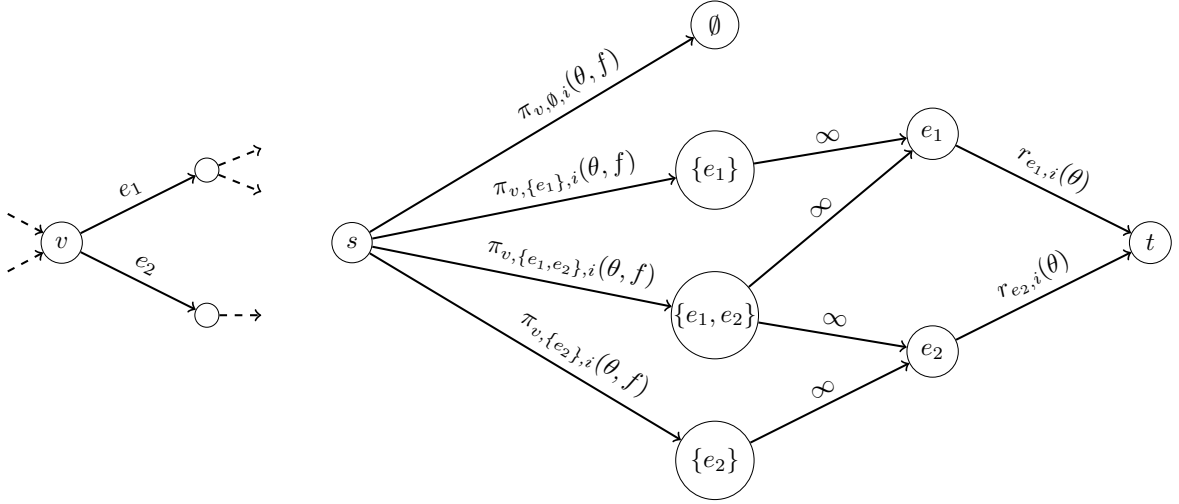 v
e₁
e₂
s
π_{v,∅,i}(θ, f)
π_{v,{e₁},i}(θ, f)
π_{v,{e₁,e₂},i}(θ, f)
π_{v,{e₂},i}(θ, f)
∅
{e₁}
{e₁, e₂}
{e₂}
∞
∞
∞
∞
e₁
e₂
r_{e₁,i}(θ)
r_{e₂,i}(θ)
t